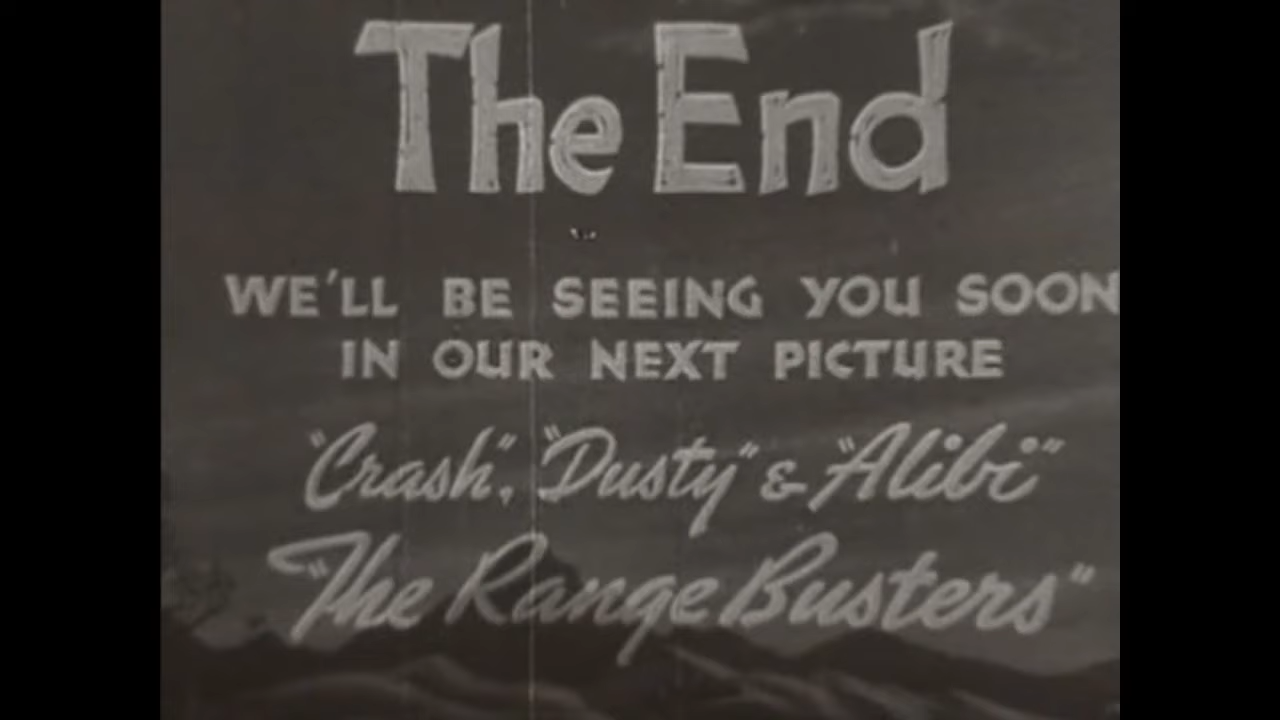 The End
WE'LL BE SEEING YOU SOON
IN OUR NEXT PICTURE
"Crash", "Dusty" & "Alibi"
"The Range Busters"